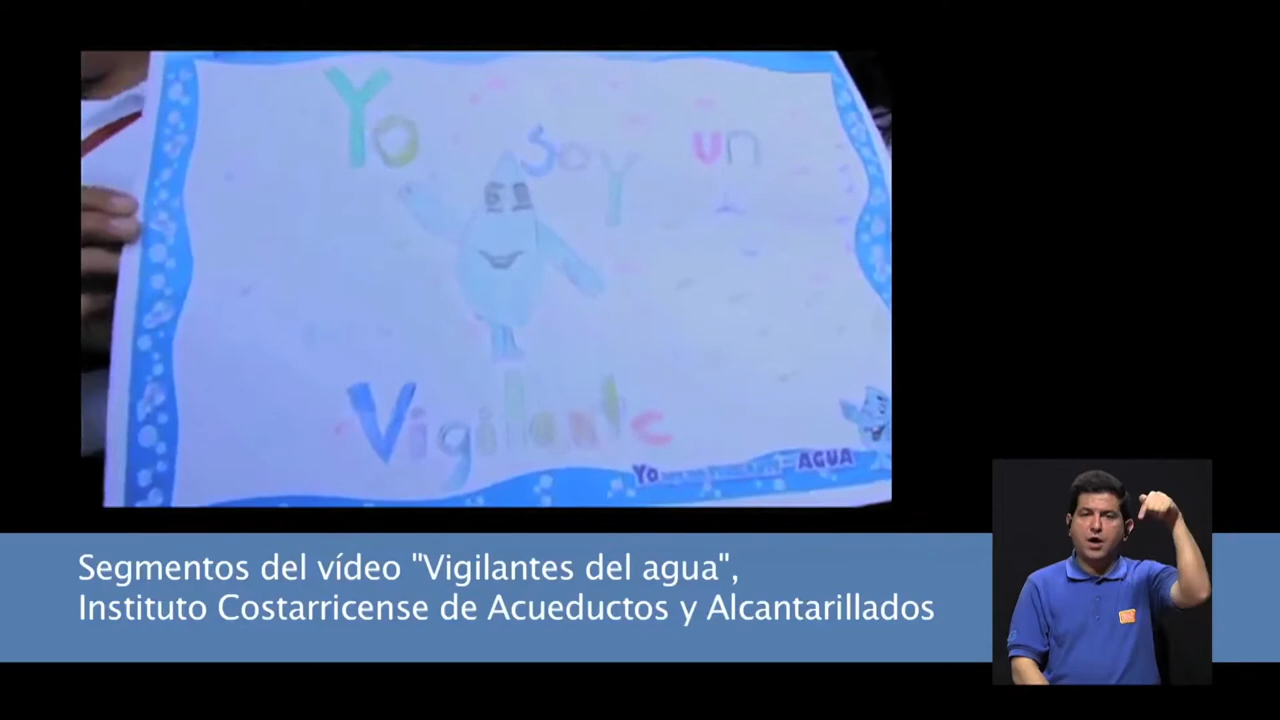 Yo soy un
Vigilante
Yo AGUA
Segmentos del vídeo "Vigilantes del agua",
Instituto Costarricense de Acueductos y Alcantarillados